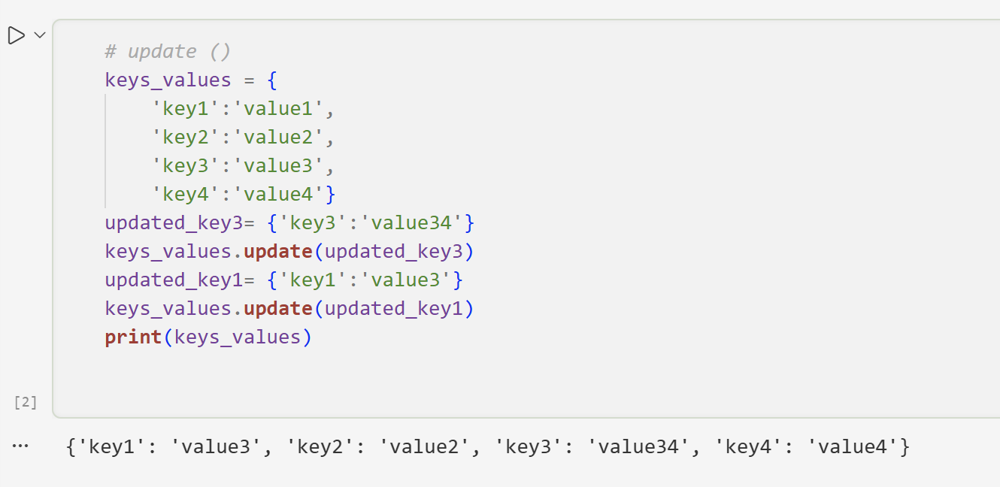 # update ()
keys_values = {
    'key1':'value1',
    'key2':'value2',
    'key3':'value3',
    'key4':'value4'}
updated_key3= {'key3':'value34'}
keys_values.update(updated_key3)
updated_key1= {'key1':'value3'}
keys_values.update(updated_key1)
print(keys_values)
[2]
... {'key1': 'value3', 'key2': 'value2', 'key3': 'value34', 'key4': 'value4'}